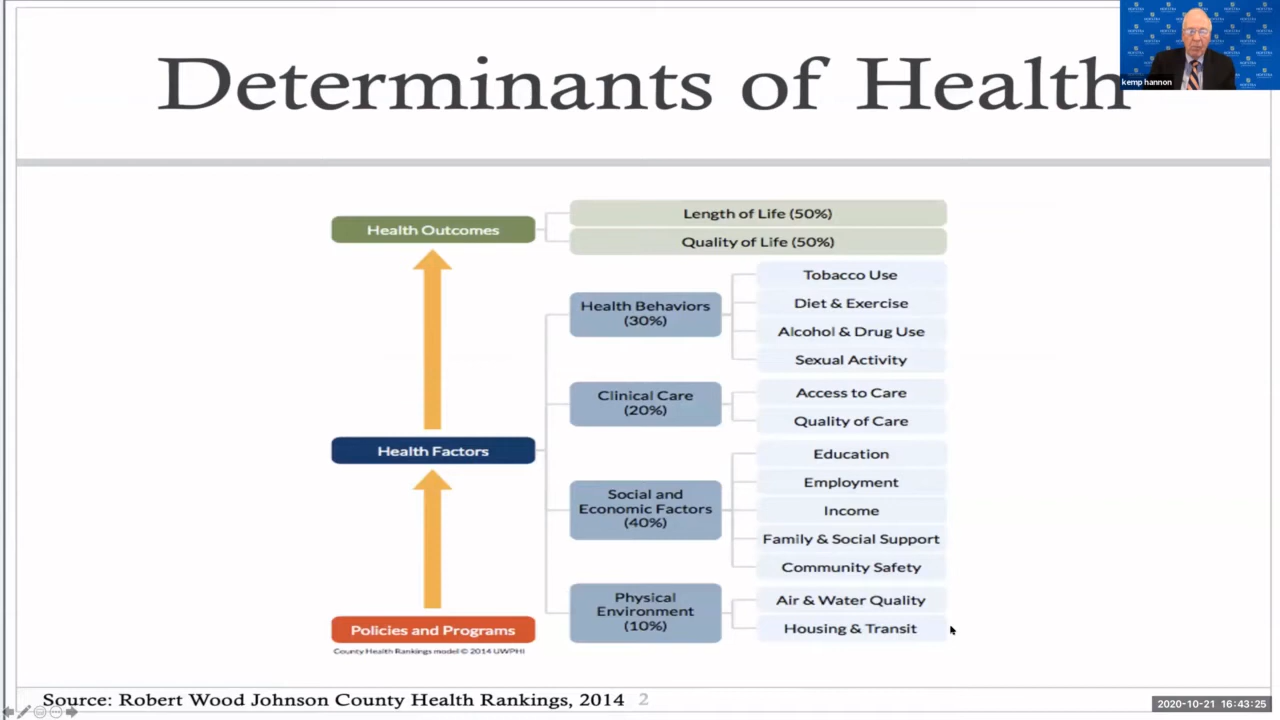 Determinants of Health
kemp hannon
Health Outcomes
Length of Life (50%)
Quality of Life (50%)
Health Factors
Health Behaviors
(30%)
Tobacco Use
Diet & Exercise
Alcohol & Drug Use
Sexual Activity
Clinical Care
(20%)
Access to Care
Quality of Care
Social and
Economic Factors
(40%)
Education
Employment
Income
Family & Social Support
Community Safety
Physical
Environment
(10%)
Air & Water Quality
Housing & Transit
Policies and Programs
County Health Rankings model © 2014 UWPHI
Source: Robert Wood Johnson County Health Rankings, 2014 2
2020-10-21 16:43:25